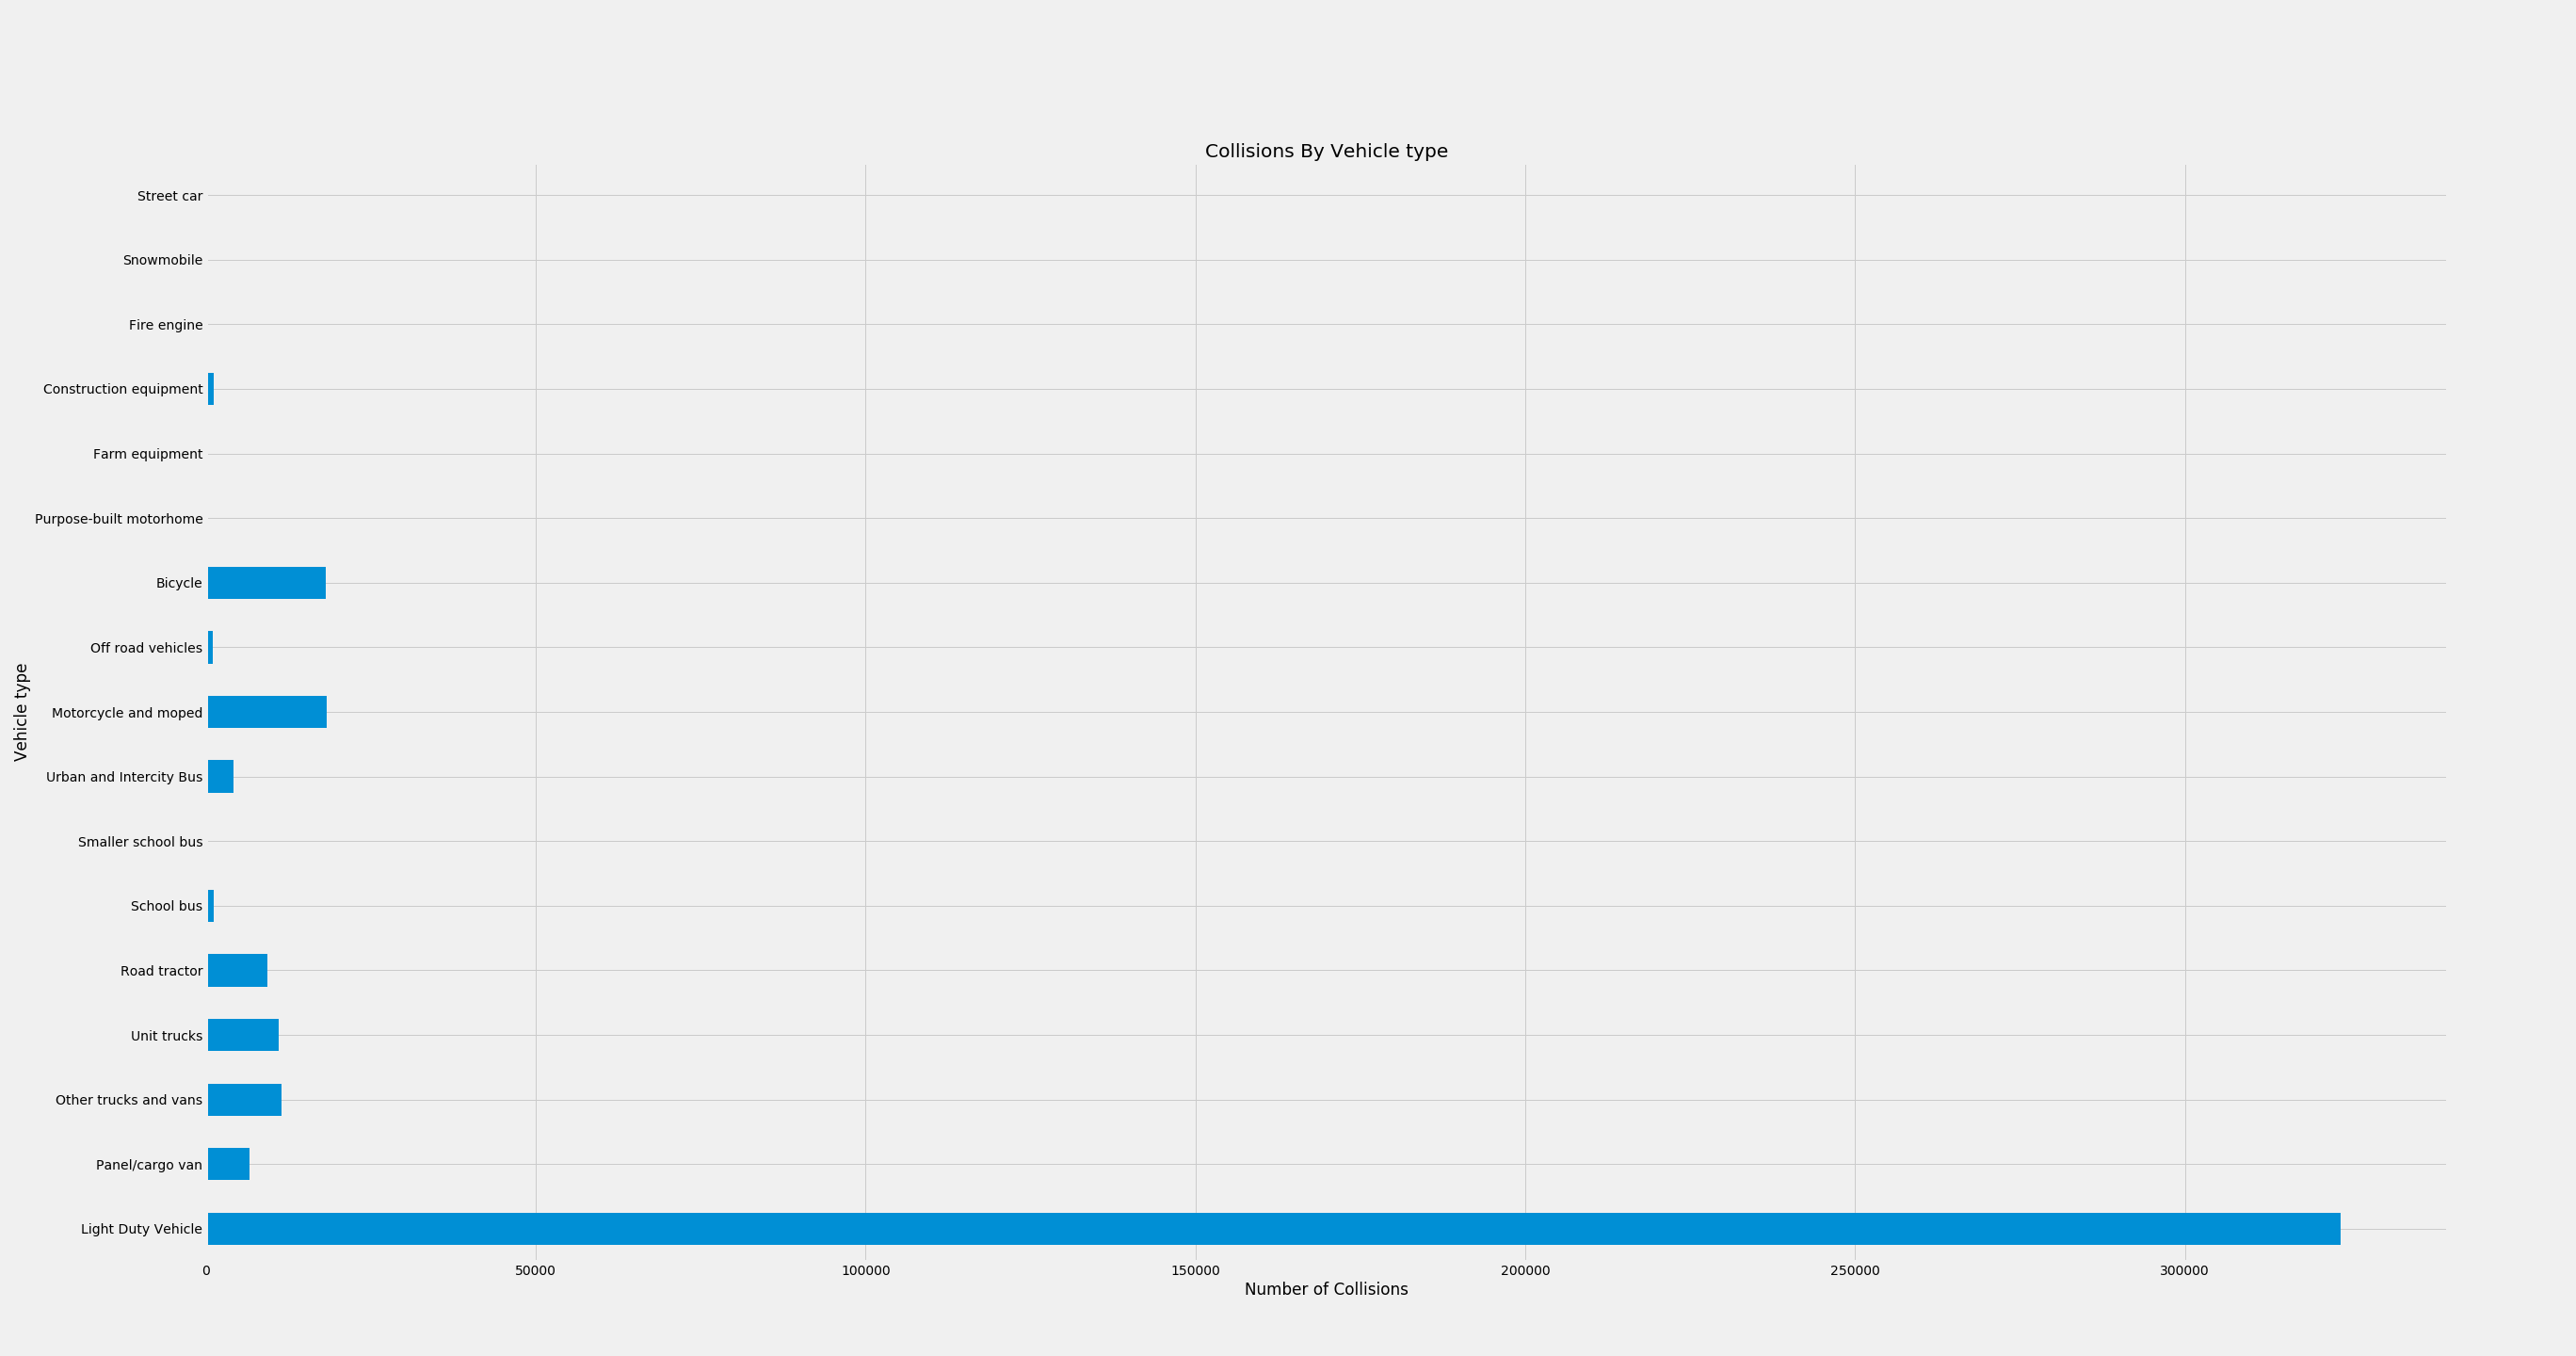 Collisions By Vehicle type
Street car
Snowmobile
Fire engine
Construction equipment
Farm equipment
Purpose-built motorhome
Bicycle
Off road vehicles
Motorcycle and moped
Urban and Intercity Bus
Smaller school bus
School bus
Road tractor
Unit trucks
Other trucks and vans
Panel/cargo van
Light Duty Vehicle
Vehicle type
0 50000 100000 150000 200000 250000 300000
Number of Collisions